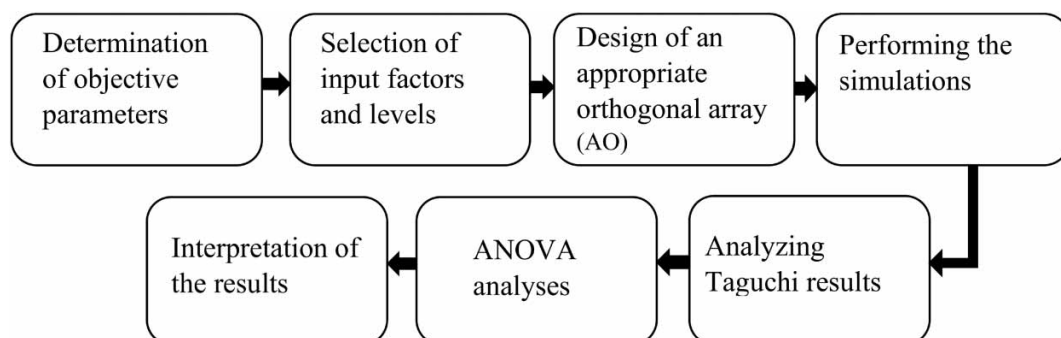 Determination
of objective
parameters
Selection of
input factors
and levels
Design of an
appropriate
orthogonal array
(AO)
Performing the
simulations
Analyzing
Taguchi results
ANOVA
analyses
Interpretation of
the results